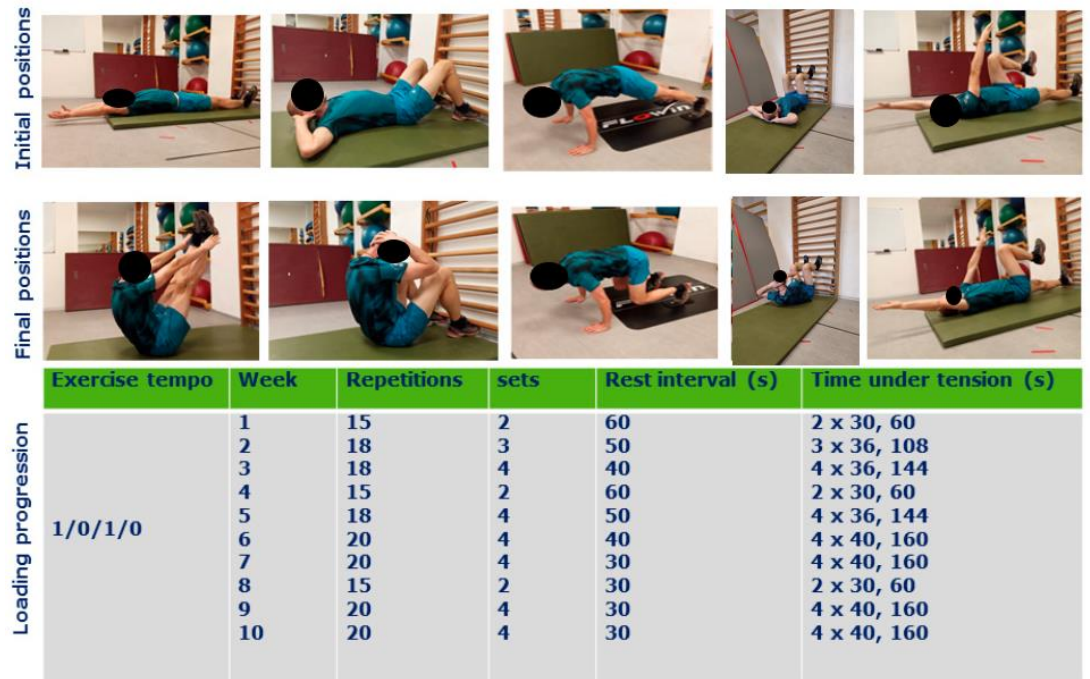 Initial positions
FLOWIN
Final positions
FLOWIN
Exercise tempo Week Repetitions sets Rest interval (s) Time under tension (s)
Loading progression
1/0/1/0
1 15 2 60 2 x 30, 60
2 18 3 50 3 x 36, 108
3 18 4 40 4 x 36, 144
4 15 2 60 2 x 30, 60
5 18 4 50 4 x 36, 144
6 20 4 40 4 x 40, 160
7 20 4 30 4 x 40, 160
8 15 2 30 2 x 30, 60
9 20 4 30 4 x 40, 160
10 20 4 30 4 x 40, 160